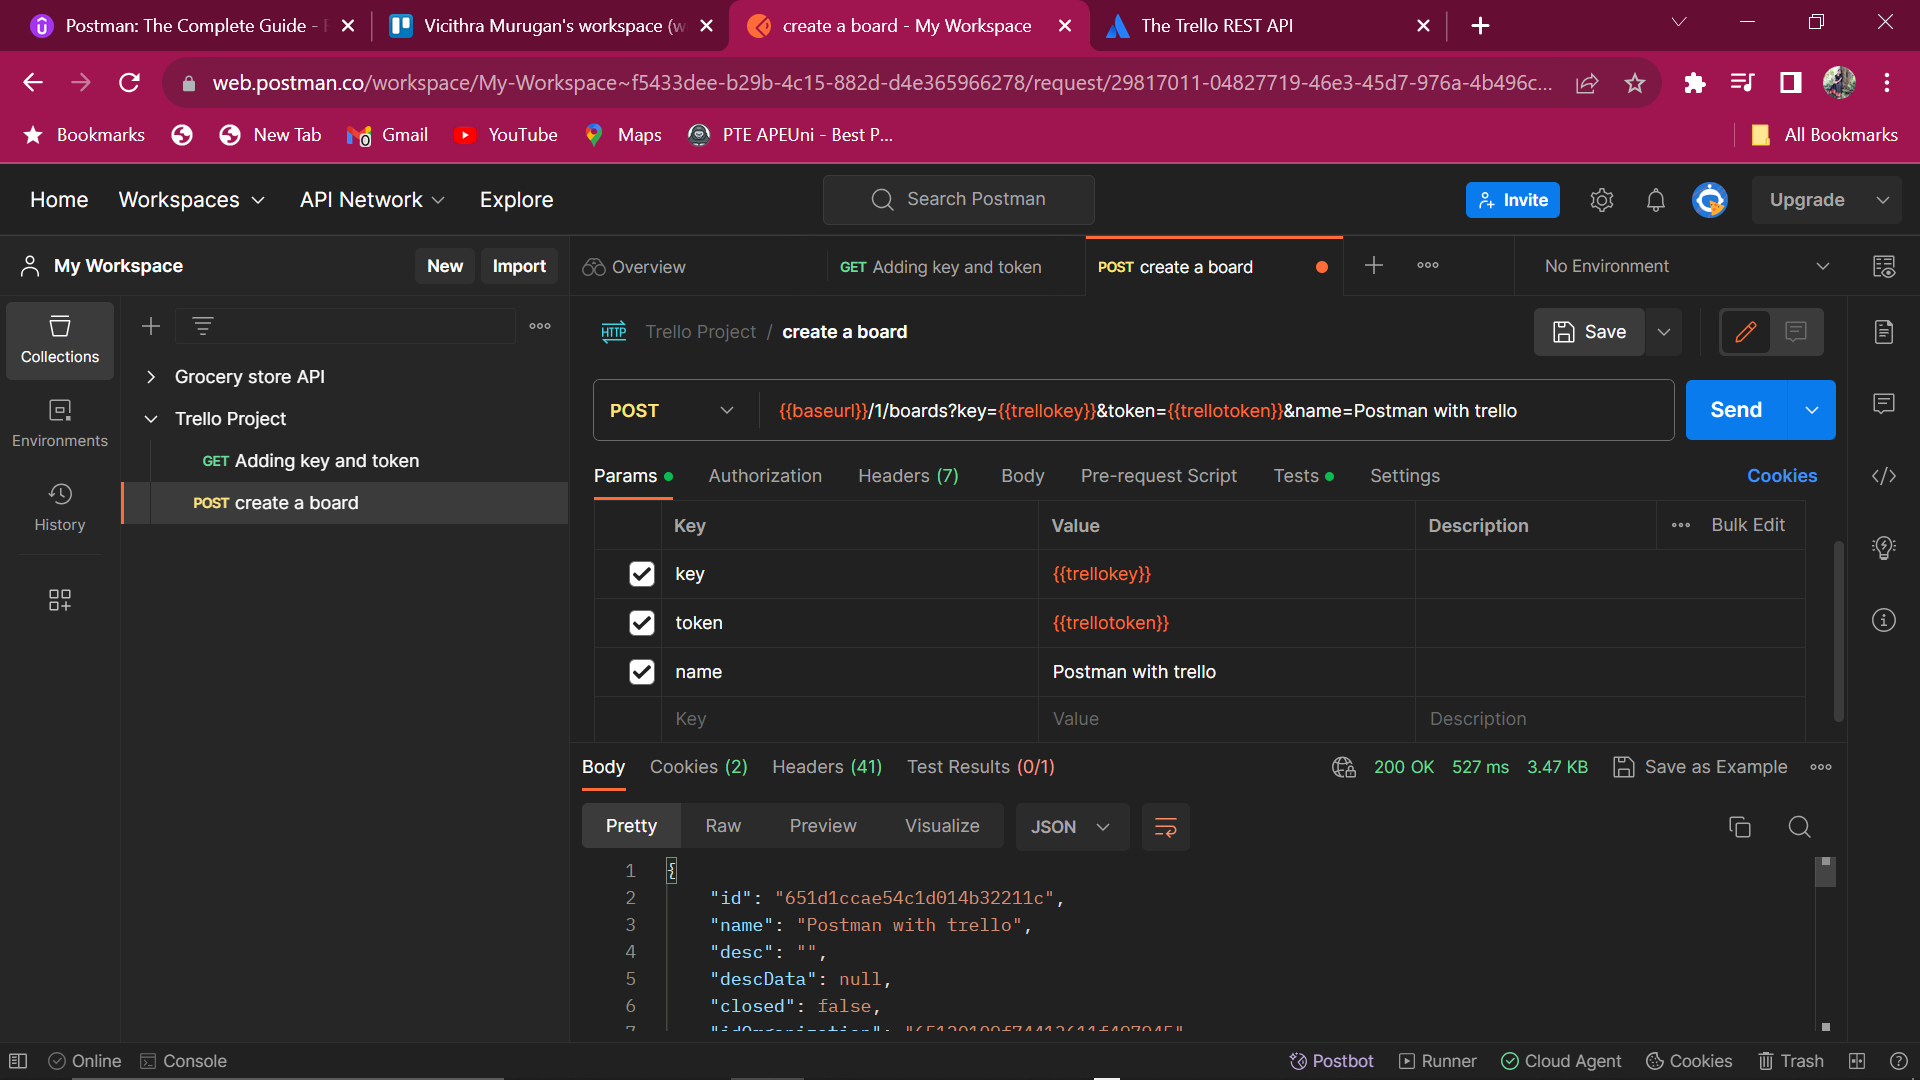 Postman: The Complete Guide -
Vicithra Murugan's workspace (w
create a board - My Workspace
The Trello REST API
web.postman.co/workspace/My-Workspace~f5433dee-b29b-4c15-882d-d4e365966278/request/29817011-04827719-46e3-45d7-976a-4b496c...
Bookmarks
New Tab
Gmail
YouTube
Maps
PTE APEUni - Best P...
All Bookmarks
Home
Workspaces
API Network
Explore
Search Postman
Invite
Upgrade
My Workspace
New
Import
Overview
GET Adding key and token
POST create a board
No Environment
Collections
Environments
History
Grocery store API
Trello Project
GET Adding key and token
POST create a board
HTTP
Trello Project / create a board
Save
POST
{{baseurl}}/1/boards?key={{trellokey}}&token={{trellotoken}}&name=Postman with trello
Send
Params
Authorization
Headers (7)
Body
Pre-request Script
Tests
Settings
Cookies
Key Value Description
Bulk Edit
key {{trellokey}}
token {{trellotoken}}
name Postman with trello
Key Value Description
Body
Cookies (2)
Headers (41)
Test Results (0/1)
200 OK 527 ms 3.47 KB
Save as Example
Pretty
Raw
Preview
Visualize
JSON
1 {
2 "id": "651d1ccae54c1d014b32211c",
3 "name": "Postman with trello",
4 "desc": "",
5 "descData": null,
6 "closed": false,
7 "idOrganization":
Online
Console
Postbot
Runner
Cloud Agent
Cookies
Trash